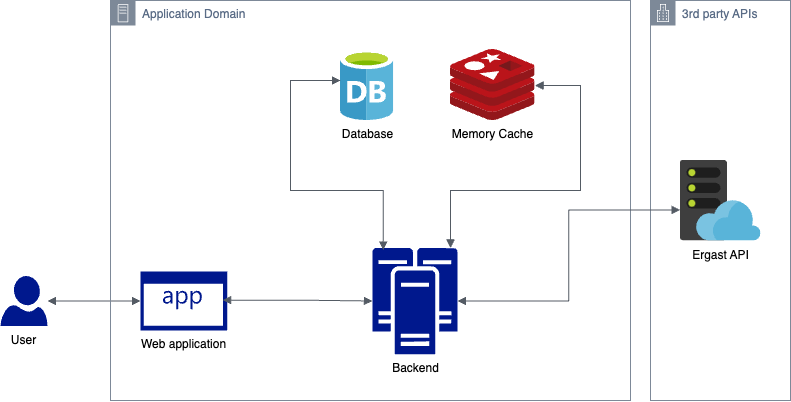 Application Domain
3rd party APIs
DB
Database
Memory Cache
Ergast API
app
User
Web application
Backend